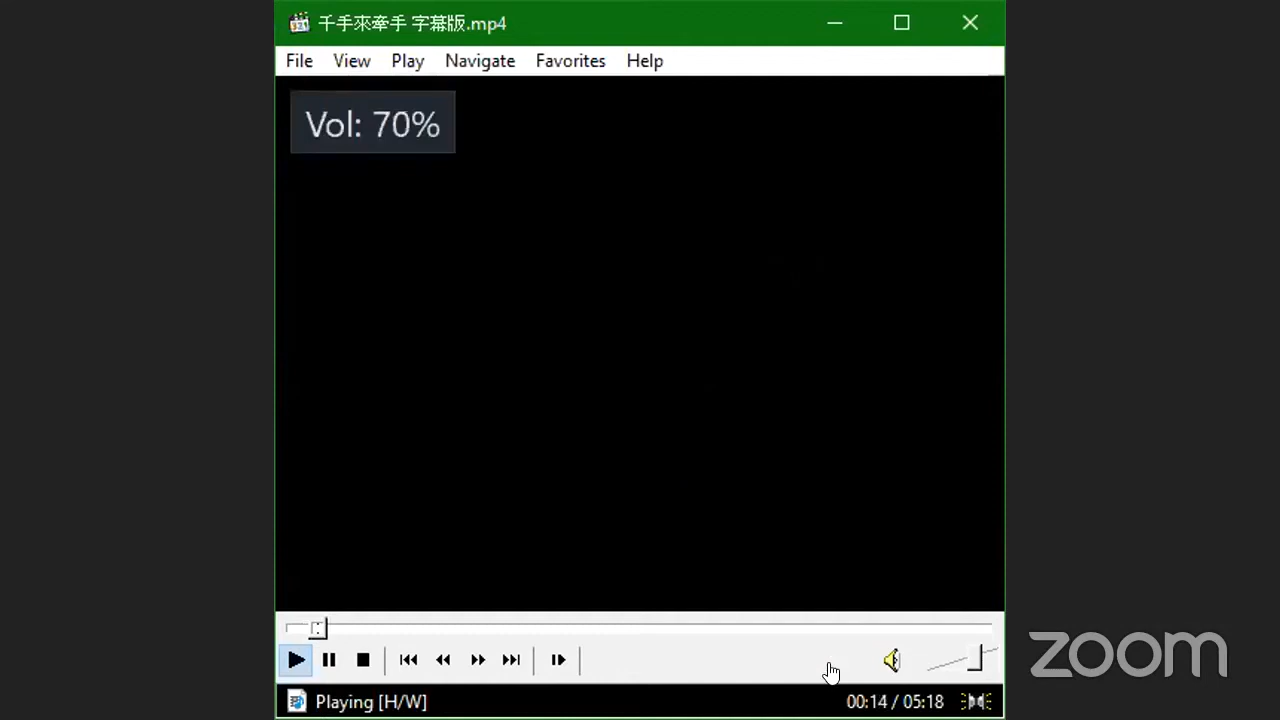 千手來牽手 字幕版.mp4
File View Play Navigate Favorites Help
Vol: 70%
Playing [H/W]
00:14 / 05:18
zoom